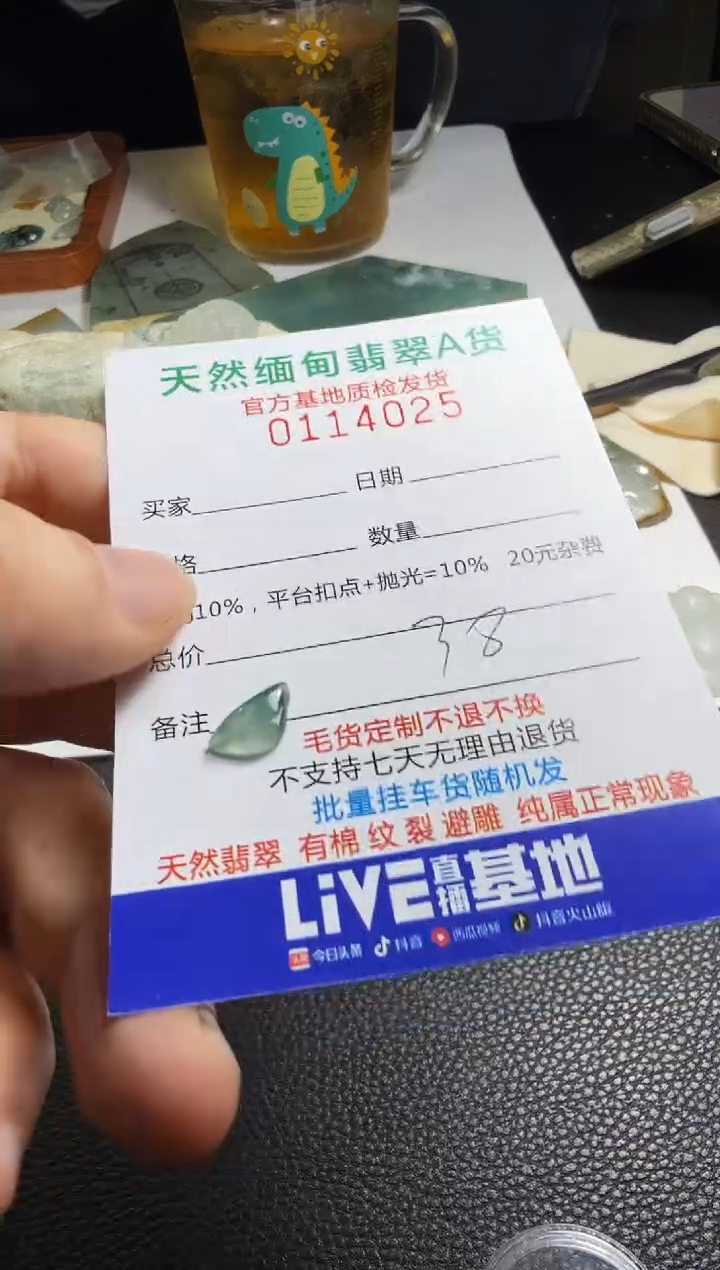 天然缅甸翡翠A货
官方基地质检发货
0114025
买家 日期
格 数量
10%，平台扣点+抛光=10% 20元杂费
总价 38
备注
毛货定制不退不换
不支持七天无理由退货
批量挂车货随机发
天然翡翠 有棉纹裂避雕 纯属正常现象
LiVE直播基地
头条 今日头条 抖音 西瓜视频 抖音火山版